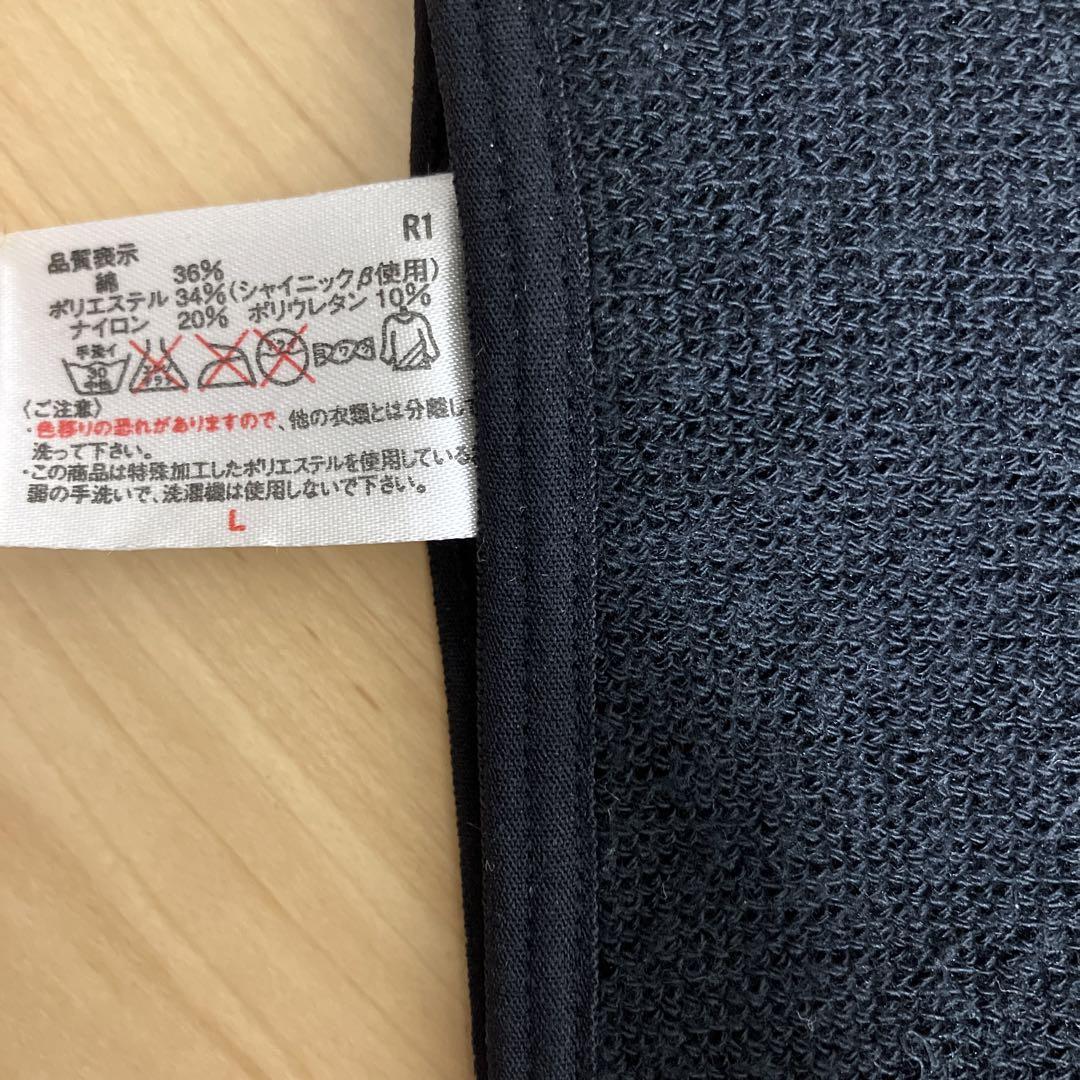 R1
品質表示
綿 36%
ポリエステル 34%(シャイニックβ使用)
ナイロン 20% ポリウレタン 10%
手洗イ
30
中性
〈ご注意〉
・色移りの恐れがありますので、他の衣類とは分離して
洗って下さい。
・この商品は特殊加工したポリエステルを使用している
調の手洗いで、洗濯機は使用しないで下さい。
L